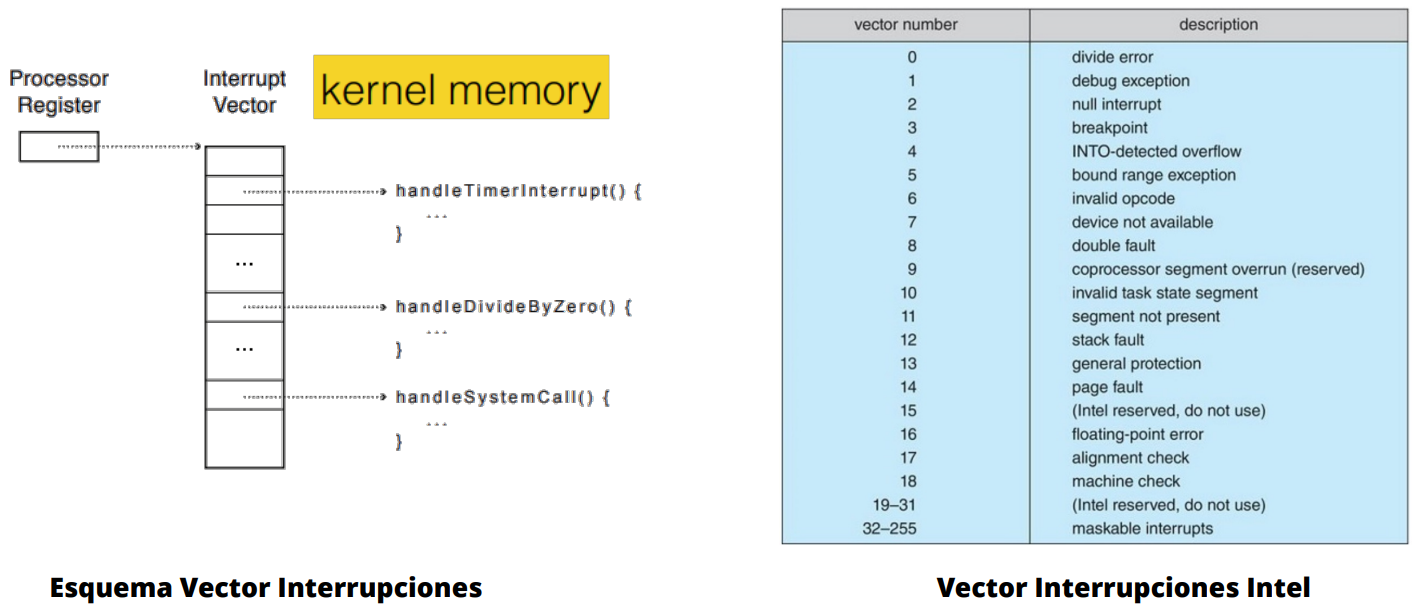 Processor
Register
Interrupt
Vector
kernel memory
handleTimerInterrupt() {
...
}
...
handleDivideByZero() {
...
}
...
handleSystemCall() {
...
}
Esquema Vector Interrupciones
vector number description
0 divide error
1 debug exception
2 null interrupt
3 breakpoint
4 INTO-detected overflow
5 bound range exception
6 invalid opcode
7 device not available
8 double fault
9 coprocessor segment overrun (reserved)
10 invalid task state segment
11 segment not present
12 stack fault
13 general protection
14 page fault
15 (Intel reserved, do not use)
16 floating-point error
17 alignment check
18 machine check
19–31 (Intel reserved, do not use)
32–255 maskable interrupts
Vector Interrupciones Intel